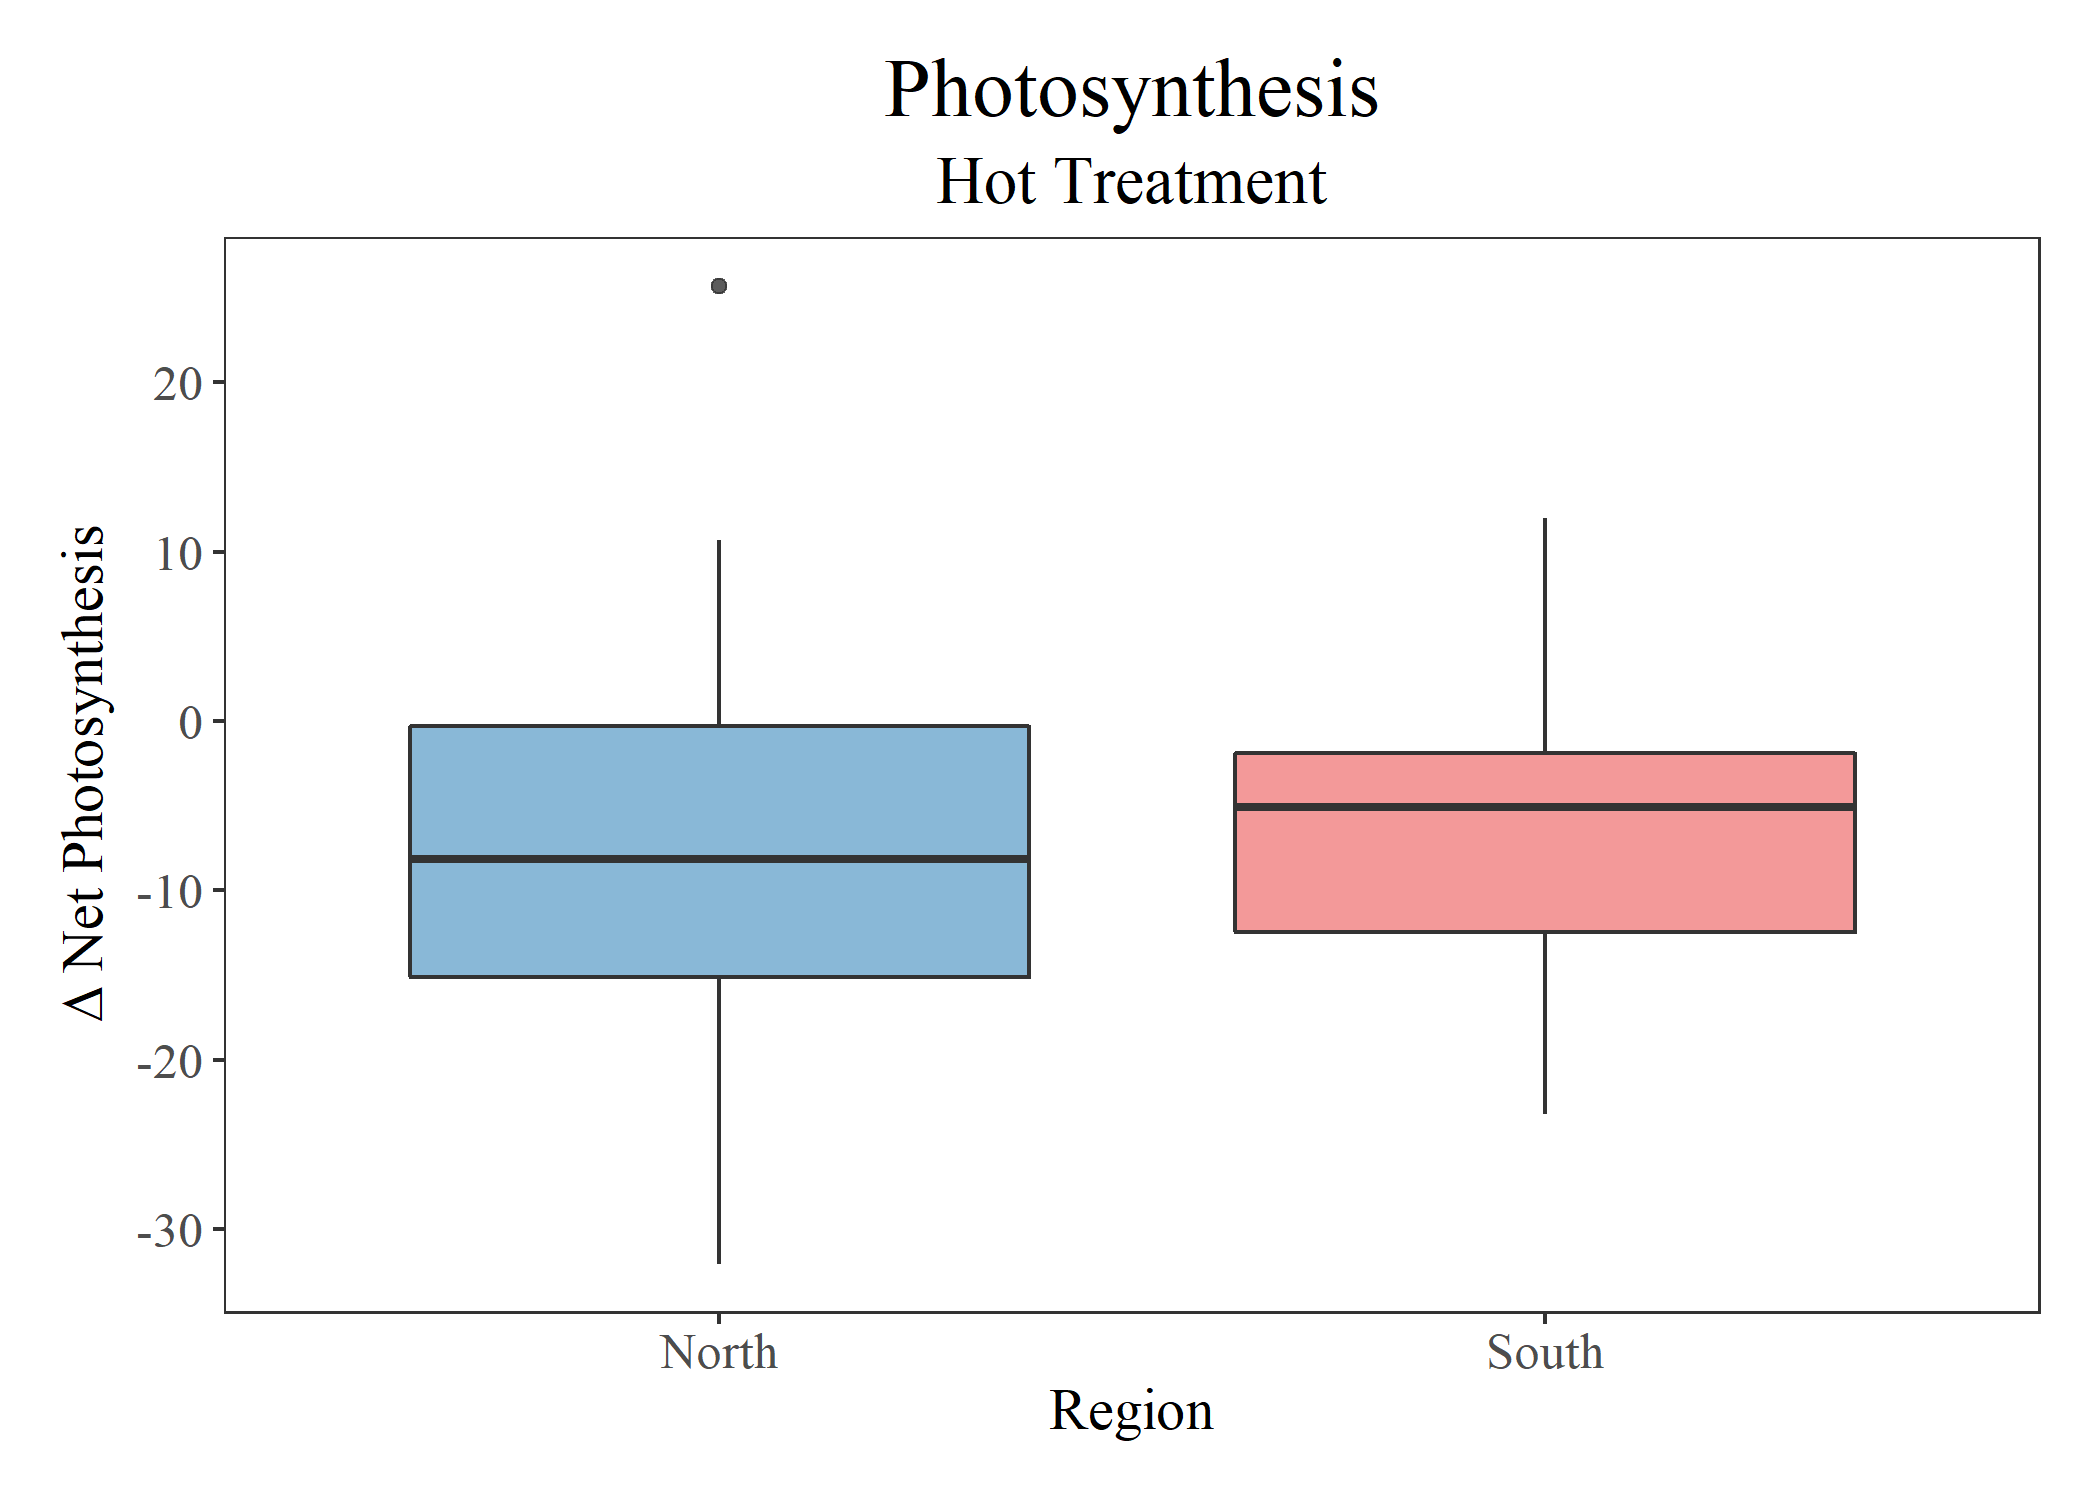 Photosynthesis
Hot Treatment
Δ Net Photosynthesis
20
10
0
-10
-20
-30
North
South
Region